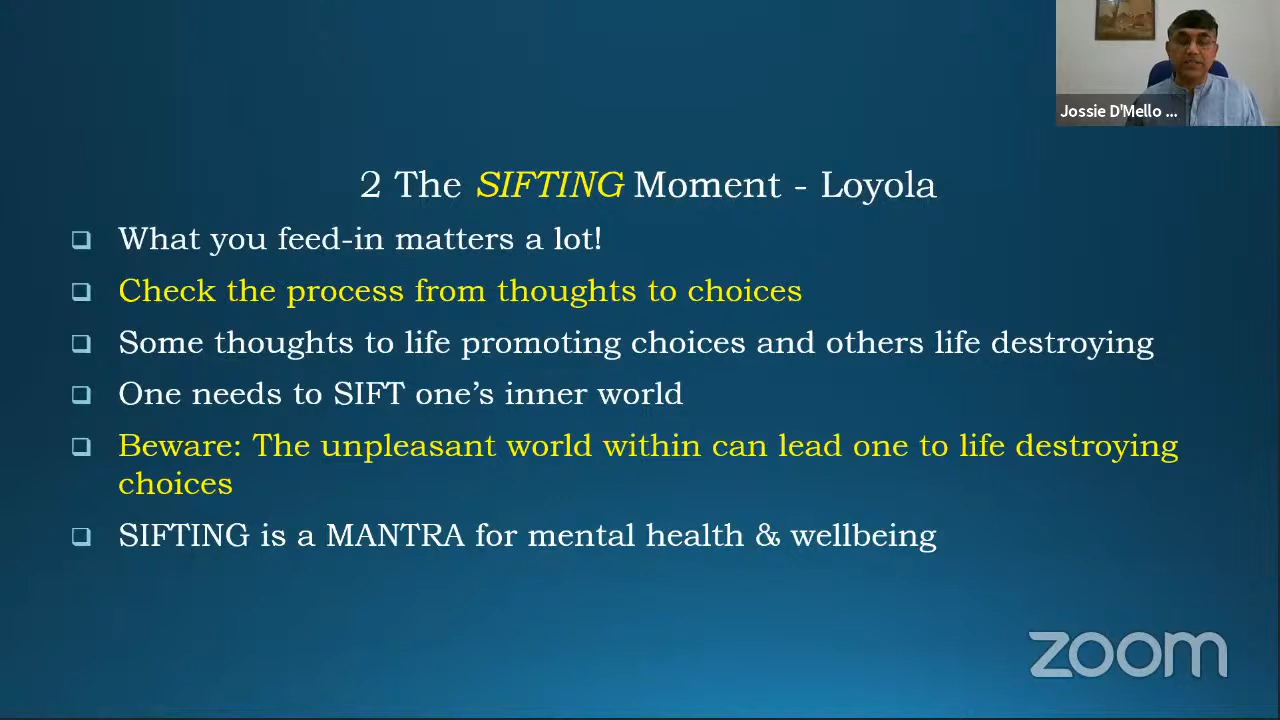 Jossie D'Mello ...
2 The SIFTING Moment - Loyola
What you feed-in matters a lot!
Check the process from thoughts to choices
Some thoughts to life promoting choices and others life destroying
One needs to SIFT one’s inner world
Beware: The unpleasant world within can lead one to life destroying
choices
SIFTING is a MANTRA for mental health & wellbeing
zoom